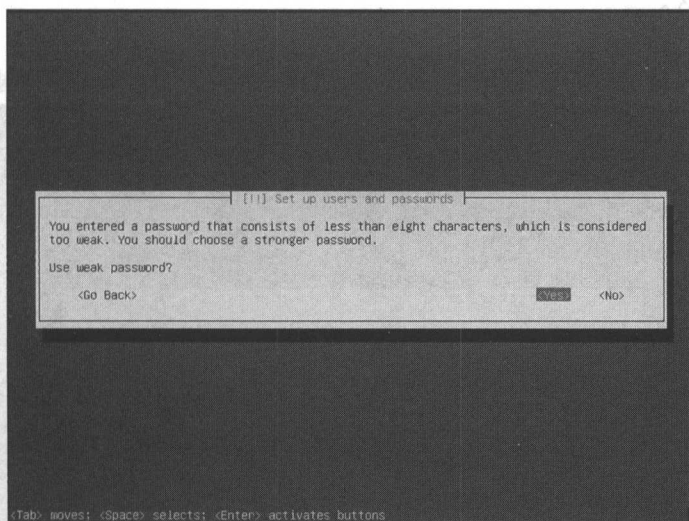 [!!] Set up users and passwords
You entered a password that consists of less than eight characters, which is considered
too weak. You should choose a stronger password.
Use weak password?
<Go Back> <Yes> <No>
<Tab> moves; <Space> selects; <Enter> activates buttons